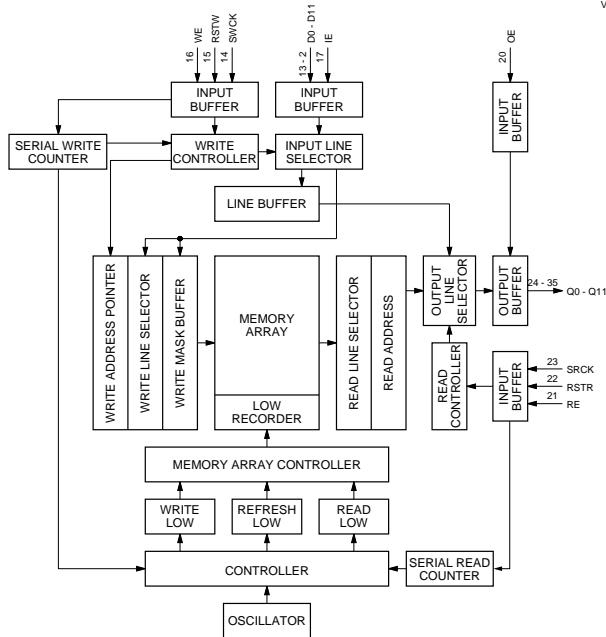 V
WE
RSTW
SWCK
D0 - D11
IE
OE
16
15
14
13 - 2
17
20
INPUT
BUFFER
INPUT
BUFFER
INPUT
BUFFER
SERIAL WRITE
COUNTER
WRITE
CONTROLLER
INPUT LINE
SELECTOR
LINE BUFFER
WRITE ADDRESS POINTER
WRITE LINE SELECTOR
WRITE MASK BUFFER
MEMORY
ARRAY
LOW
RECORDER
READ LINE SELECTOR
READ ADDRESS
OUTPUT
LINE
SELECTOR
OUTPUT
BUFFER
24 - 35
Q0 - Q11
READ
CONTROLLER
INPUT
BUFFER
23
SRCK
22
RSTR
21
RE
MEMORY ARRAY CONTROLLER
WRITE
LOW
REFRESH
LOW
READ
LOW
CONTROLLER
SERIAL READ
COUNTER
OSCILLATOR